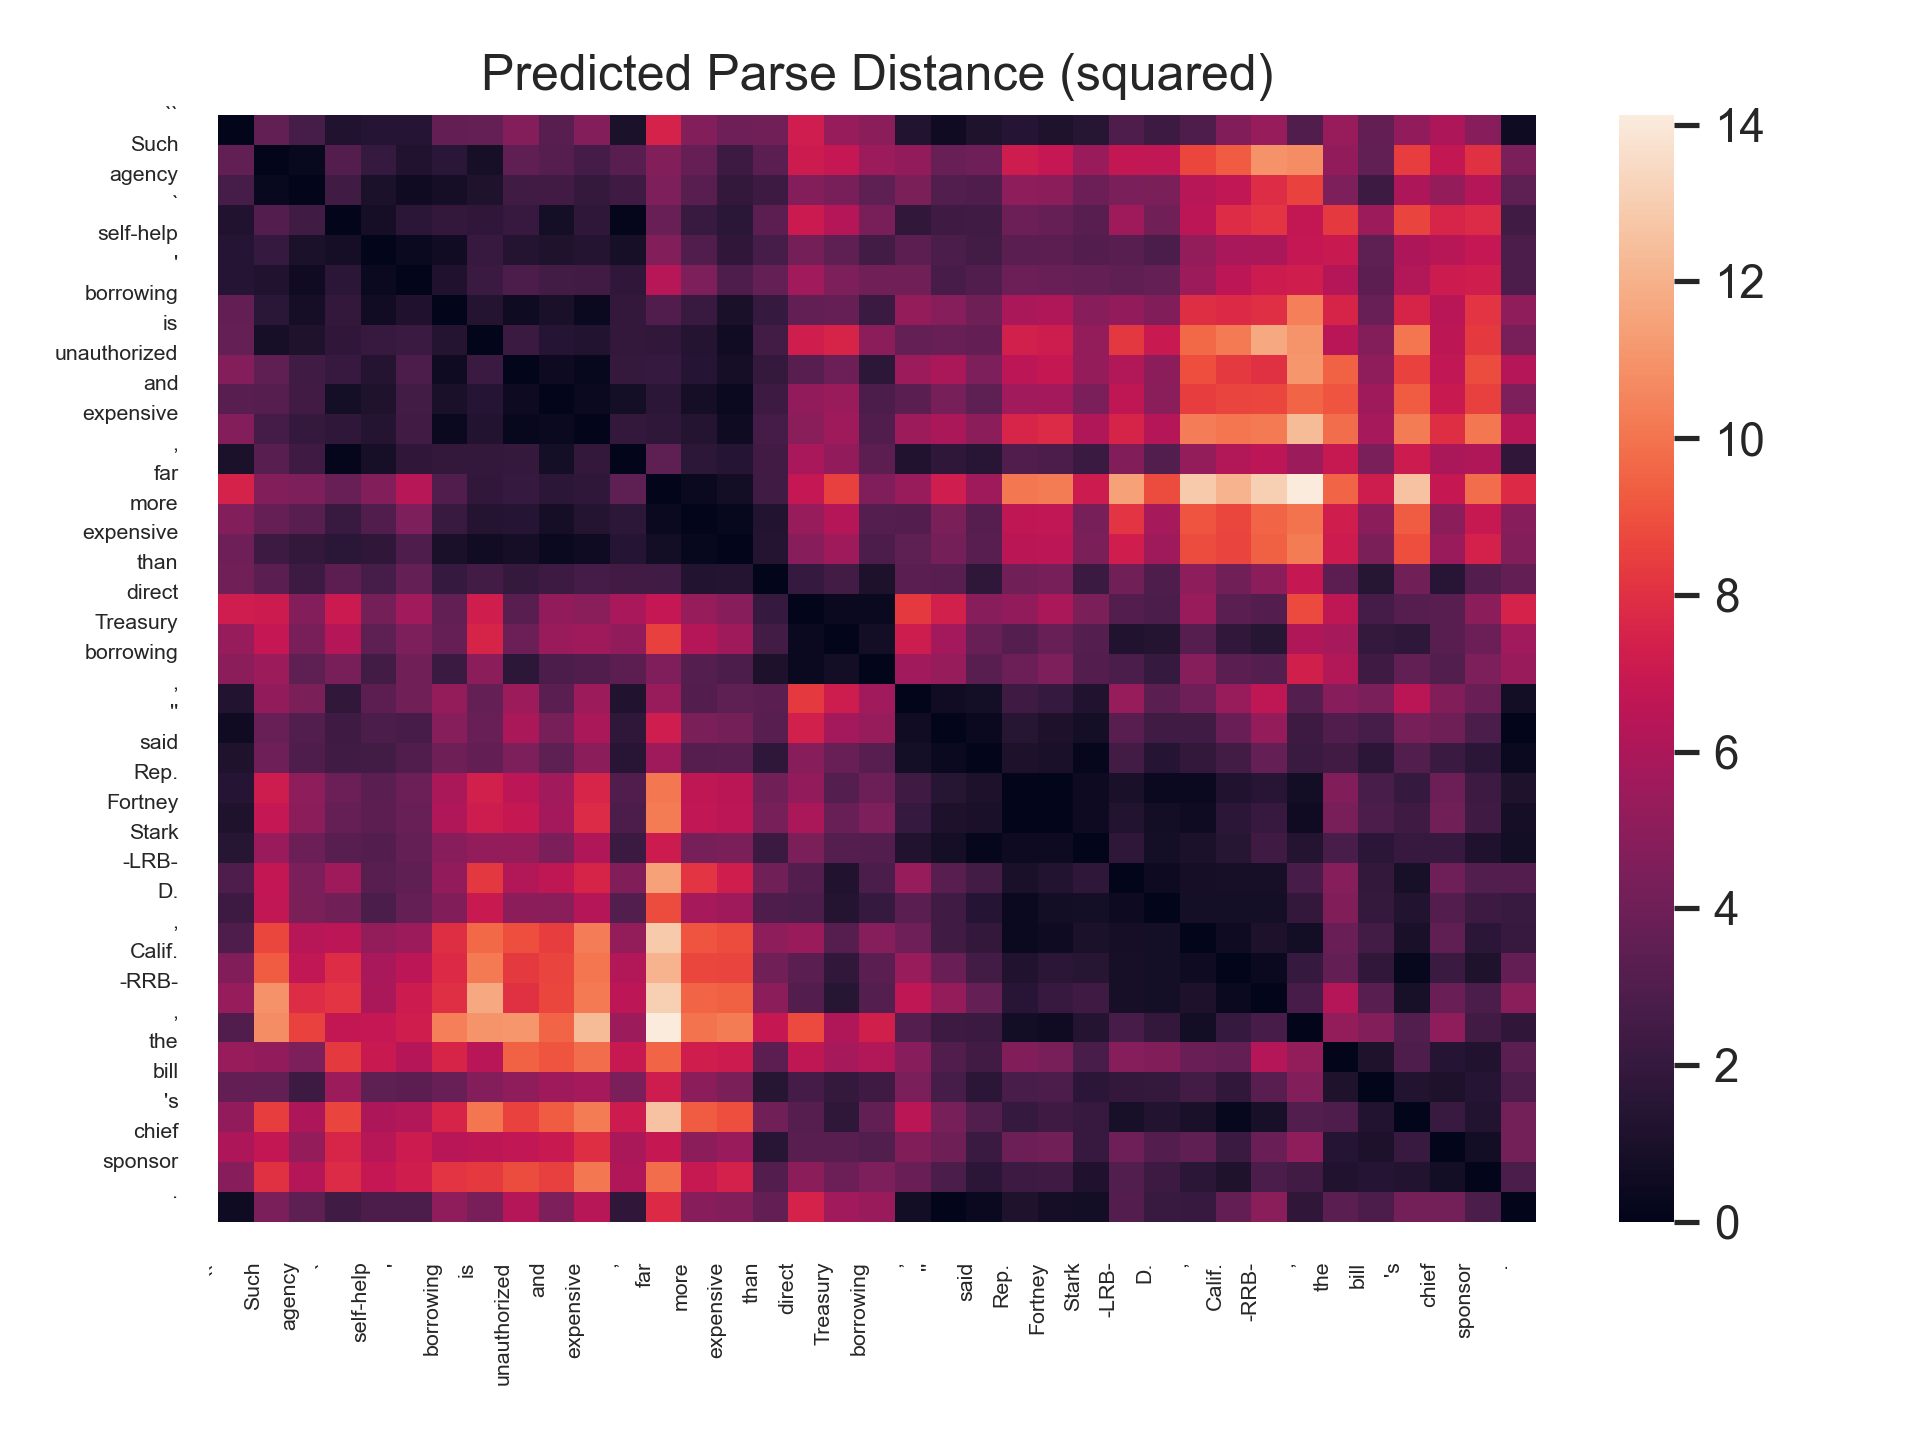 Predicted Parse Distance (squared)
``
Such
agency
`
self-help
'
borrowing
is
unauthorized
and
expensive
,
far
more
expensive
than
direct
Treasury
borrowing
,
''
said
Rep.
Fortney
Stark
-LRB-
D.
,
Calif.
-RRB-
,
the
bill
's
chief
sponsor
.
14
12
10
8
6
4
2
0
``
Such
agency
`
self-help
'
borrowing
is
unauthorized
and
expensive
,
far
more
expensive
than
direct
Treasury
borrowing
,
''
said
Rep.
Fortney
Stark
-LRB-
D.
,
Calif.
-RRB-
,
the
bill
's
chief
sponsor
.